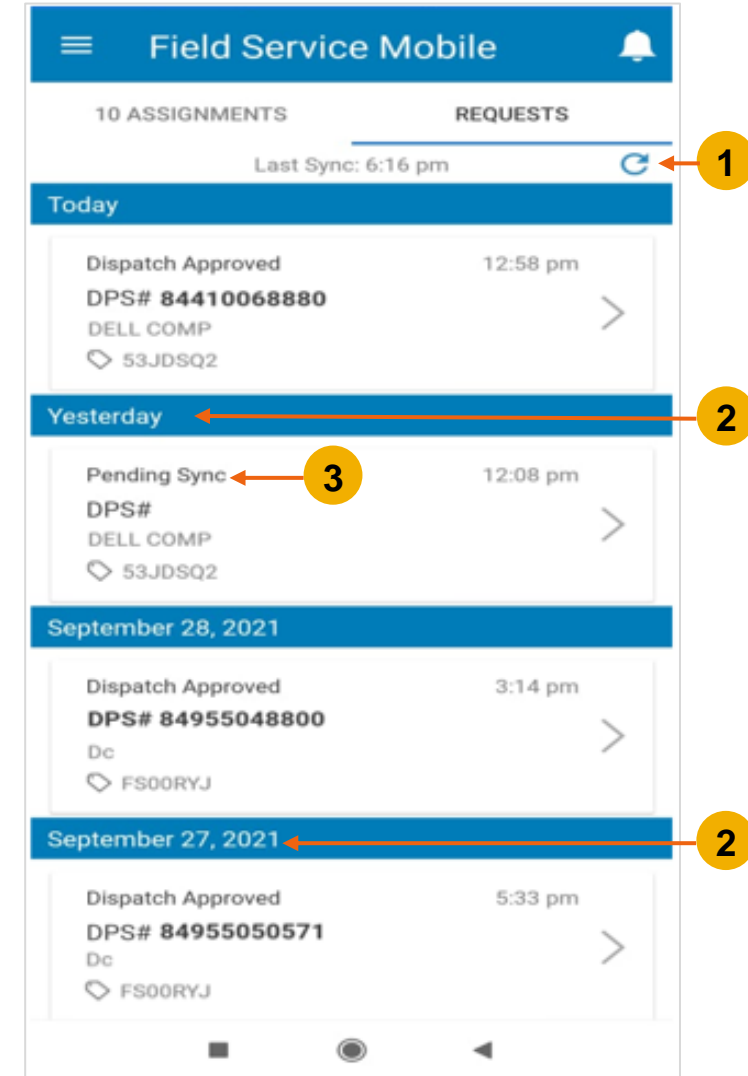 Field Service Mobile
10 ASSIGNMENTS REQUESTS
Last Sync: 6:16 pm 1
Today
Dispatch Approved 12:58 pm
DPS# 84410068880
DELL COMP
53JDSQ2
Yesterday 2
Pending Sync 3 12:08 pm
DPS#
DELL COMP
53JDSQ2
September 28, 2021
Dispatch Approved 3:14 pm
DPS# 84955048800
Dc
FS00RYJ
September 27, 2021 2
Dispatch Approved 5:33 pm
DPS# 84955050571
Dc
FS00RYJ